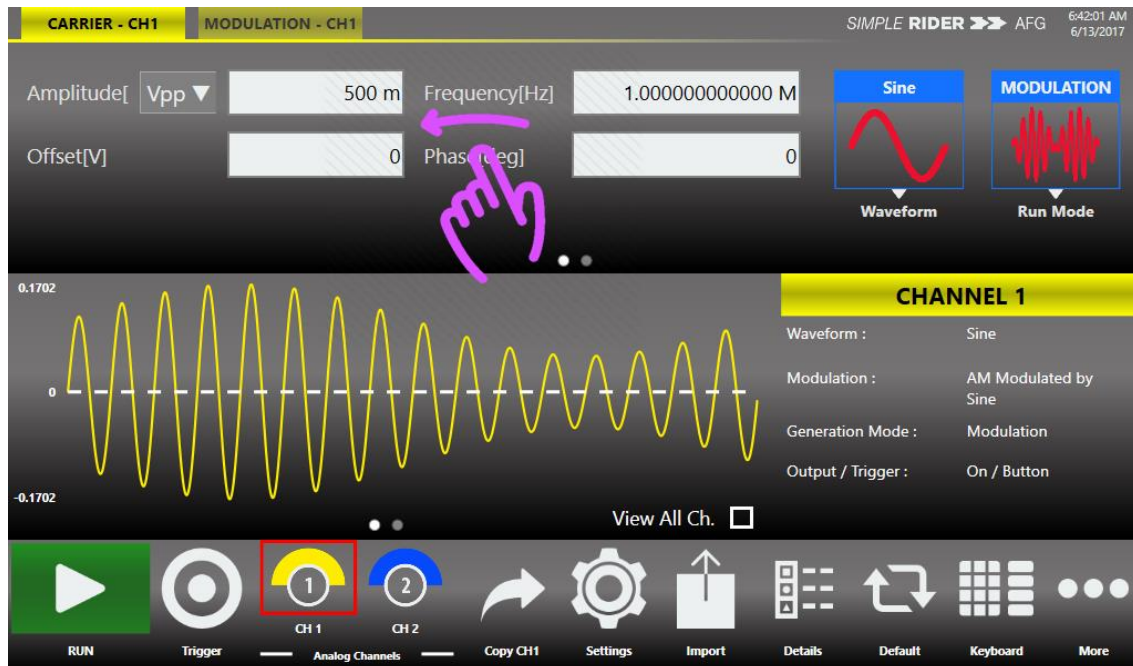 CARRIER - CH1 MODULATION - CH1 SIMPLE RIDER AFG 6:42:01 AM
6/13/2017
Amplitude[ Vpp ▼ 500 m Frequency[Hz] 1.000000000000 M Sine MODULATION
Offset[V] 0 Phase[deg] 0
Waveform Run Mode
0.1702
0
-0.1702
CHANNEL 1
Waveform : Sine
Modulation : AM Modulated by
Sine
Generation Mode : Modulation
Output / Trigger : On / Button
View All Ch.
1 2
CH 1 CH 2
RUN Trigger Analog Channels Copy CH1 Settings Import Details Default Keyboard More